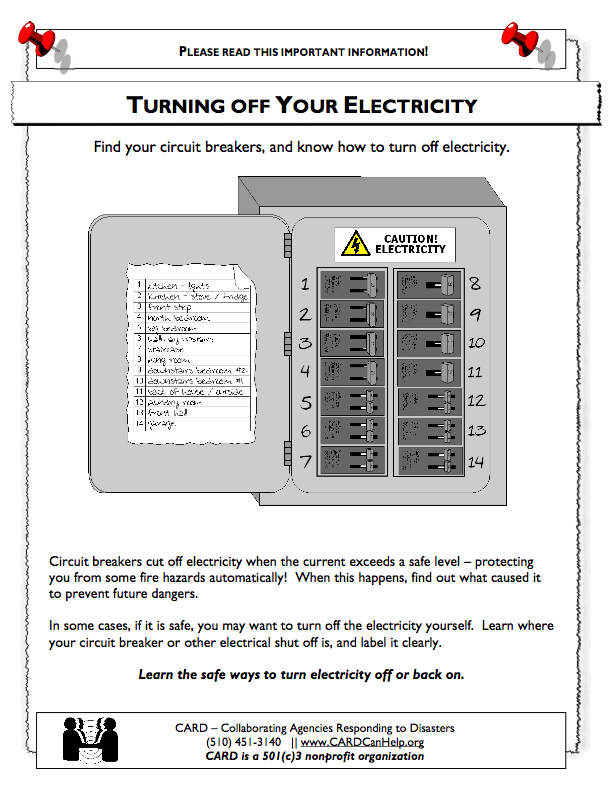 PLEASE READ THIS IMPORTANT INFORMATION!
TURNING OFF YOUR ELECTRICITY
Find your circuit breakers, and know how to turn off electricity.
CAUTION!
ELECTRICITY
1 kitchen - lights
2 kitchen - stove / fridge
3 front step
4 north bedroom
5 bedroom
7 staircase
room
9 downstairs bedroom #2
10 downstairs bedroom #1
11 back of house / outside
12 laundry room
13 front hall
14 garage
1 8
2 9
3 10
4 11
5 12
6 13
7 14
Circuit breakers cut off electricity when the current exceeds a safe level – protecting
you from some fire hazards automatically! When this happens, find out what caused it
to prevent future dangers.
In some cases, if it is safe, you may want to turn off the electricity yourself. Learn where
your circuit breaker or other electrical shut off is, and label it clearly.
Learn the safe ways to turn electricity off or back on.
CARD – Collaborating Agencies Responding to Disasters
(510) 451-3140 || www.CARDCanHelp.org
CARD is a 501(c)3 nonprofit organization